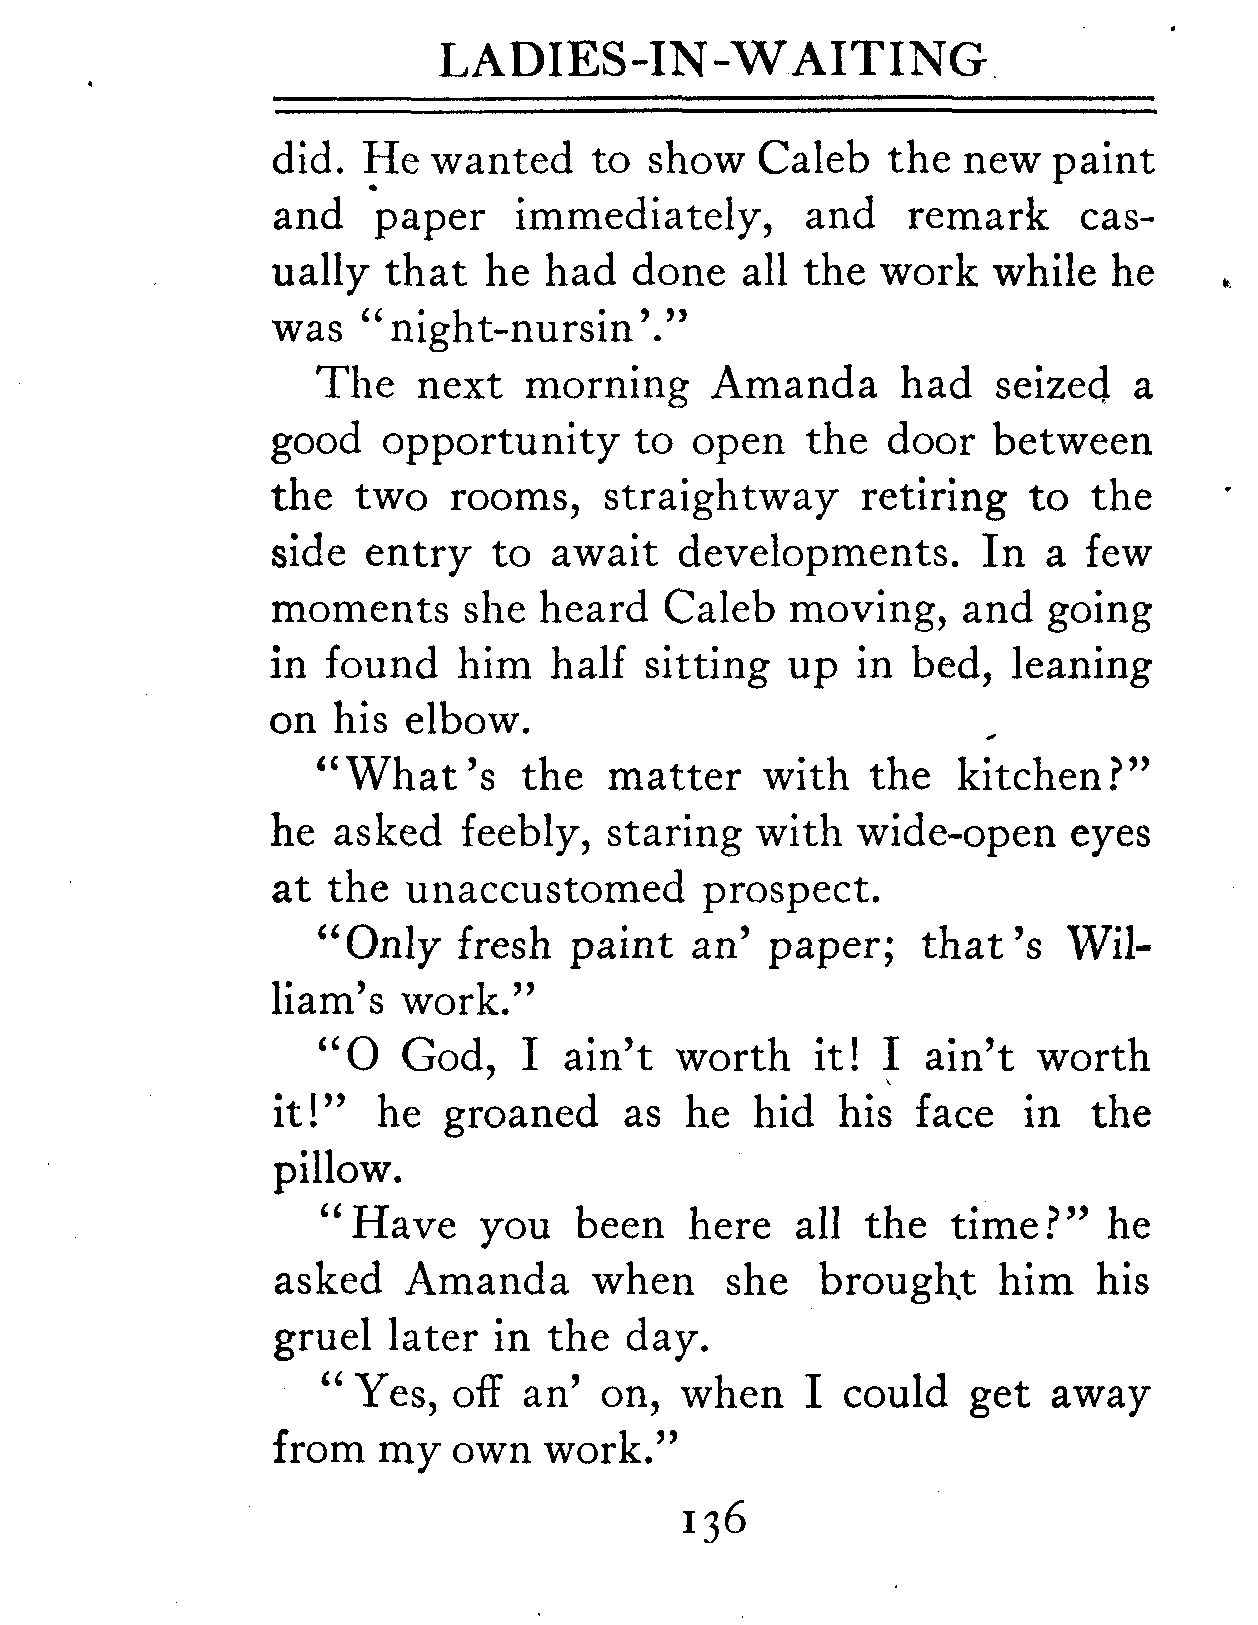 LADIES-IN-WAITING
did. He wanted to show Caleb the new paint
and paper immediately, and remark cas-
ually that he had done all the work while he
was "night-nursin'."
The next morning Amanda had seized a
good opportunity to open the door between
the two rooms, straightway retiring to the
side entry to await developments. In a few
moments she heard Caleb moving, and going
in found him half sitting up in bed, leaning
on his elbow.
"What's the matter with the kitchen?"
he asked feebly, staring with wide-open eyes
at the unaccustomed prospect.
"Only fresh paint an' paper; that's Wil-
liam's work."
"O God, I ain't worth it! I ain't worth
it!" he groaned as he hid his face in the
pillow.
"Have you been here all the time?" he
asked Amanda when she brought him his
gruel later in the day.
"Yes, off an' on, when I could get away
from my own work."
136